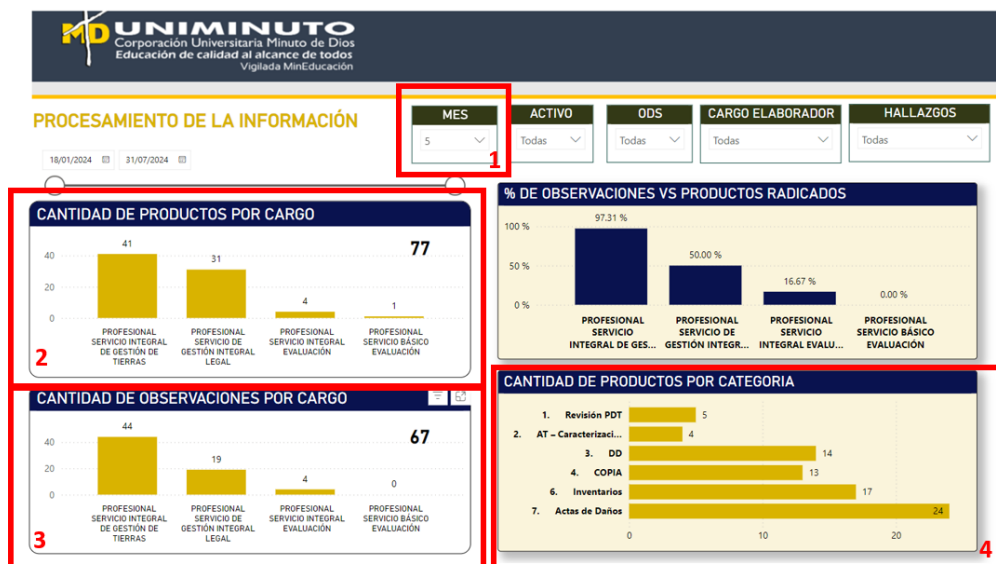 MD UNIMINUTO
Corporación Universitaria Minuto de Dios
Educación de calidad al alcance de todos
Vigilada MinEducación
PROCESAMIENTO DE LA INFORMACIÓN
MES
5
1
ACTIVO
Todas
ODS
Todas
CARGO ELABORADOR
Todas
HALLAZGOS
Todas
18/01/2024
31/07/2024
CANTIDAD DE PRODUCTOS POR CARGO
77
40
20
0
41
31
4
1
PROFESIONAL
SERVICIO INTEGRAL
DE GESTIÓN DE
TIERRAS
PROFESIONAL
SERVICIO DE
GESTIÓN INTEGRAL
LEGAL
PROFESIONAL
SERVICIO INTEGRAL
EVALUACIÓN
PROFESIONAL
SERVICIO BÁSICO
EVALUACIÓN
2
% DE OBSERVACIONES VS PRODUCTOS RADICADOS
100 %
50 %
0 %
97.31 %
50.00 %
16.67 %
0.00 %
PROFESIONAL
SERVICIO
INTEGRAL DE GES...
PROFESIONAL
SERVICIO DE
GESTIÓN INTEGR...
PROFESIONAL
SERVICIO
INTEGRAL EVALU...
PROFESIONAL
SERVICIO BÁSICO
EVALUACIÓN
CANTIDAD DE OBSERVACIONES POR CARGO
67
40
20
0
44
19
4
0
PROFESIONAL
SERVICIO INTEGRAL
DE GESTIÓN DE
TIERRAS
PROFESIONAL
SERVICIO DE
GESTIÓN INTEGRAL
LEGAL
PROFESIONAL
SERVICIO INTEGRAL
EVALUACIÓN
PROFESIONAL
SERVICIO BÁSICO
EVALUACIÓN
3
CANTIDAD DE PRODUCTOS POR CATEGORIA
1. Revisión PDT 5
2. AT – Caracterizaci... 4
3. DD 14
4. COPIA 13
6. Inventarios 17
7. Actas de Daños 24
0 10 20
4